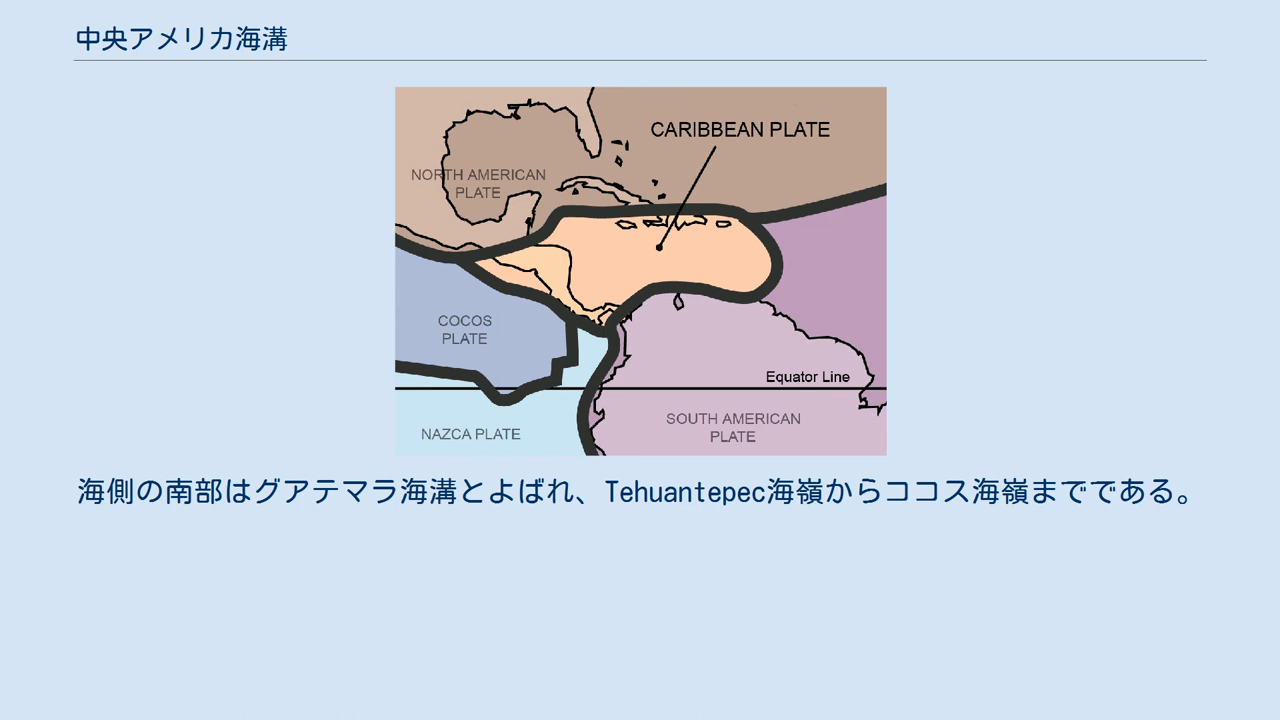 中央アメリカ海溝
CARIBBEAN PLATE
NORTH AMERICAN
PLATE
COCOS
PLATE
Equator Line
SOUTH AMERICAN
PLATE
NAZCA PLATE
海側の南部はグアテマラ海溝とよばれ、Tehuantepec海嶺からココス海嶺までである。